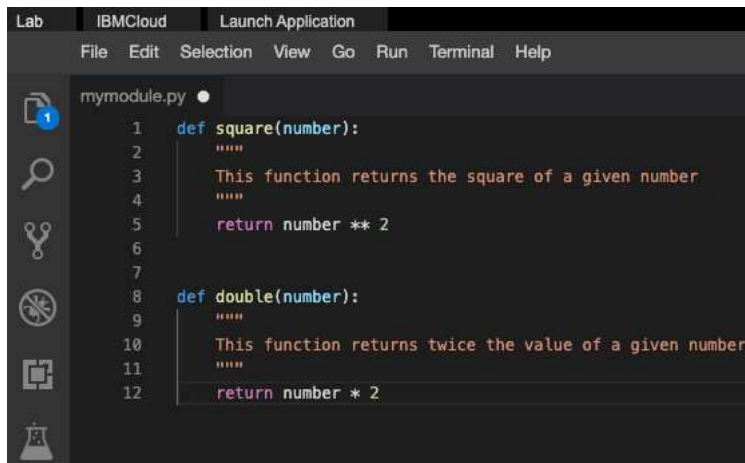 Lab IBMCloud Launch Application
File Edit Selection View Go Run Terminal Help
mymodule.py
1
1 def square(number):
2 """
3 This function returns the square of a given number
4 """
5 return number ** 2
6
7
8 def double(number):
9 """
10 This function returns twice the value of a given number
11 """
12 return number * 2